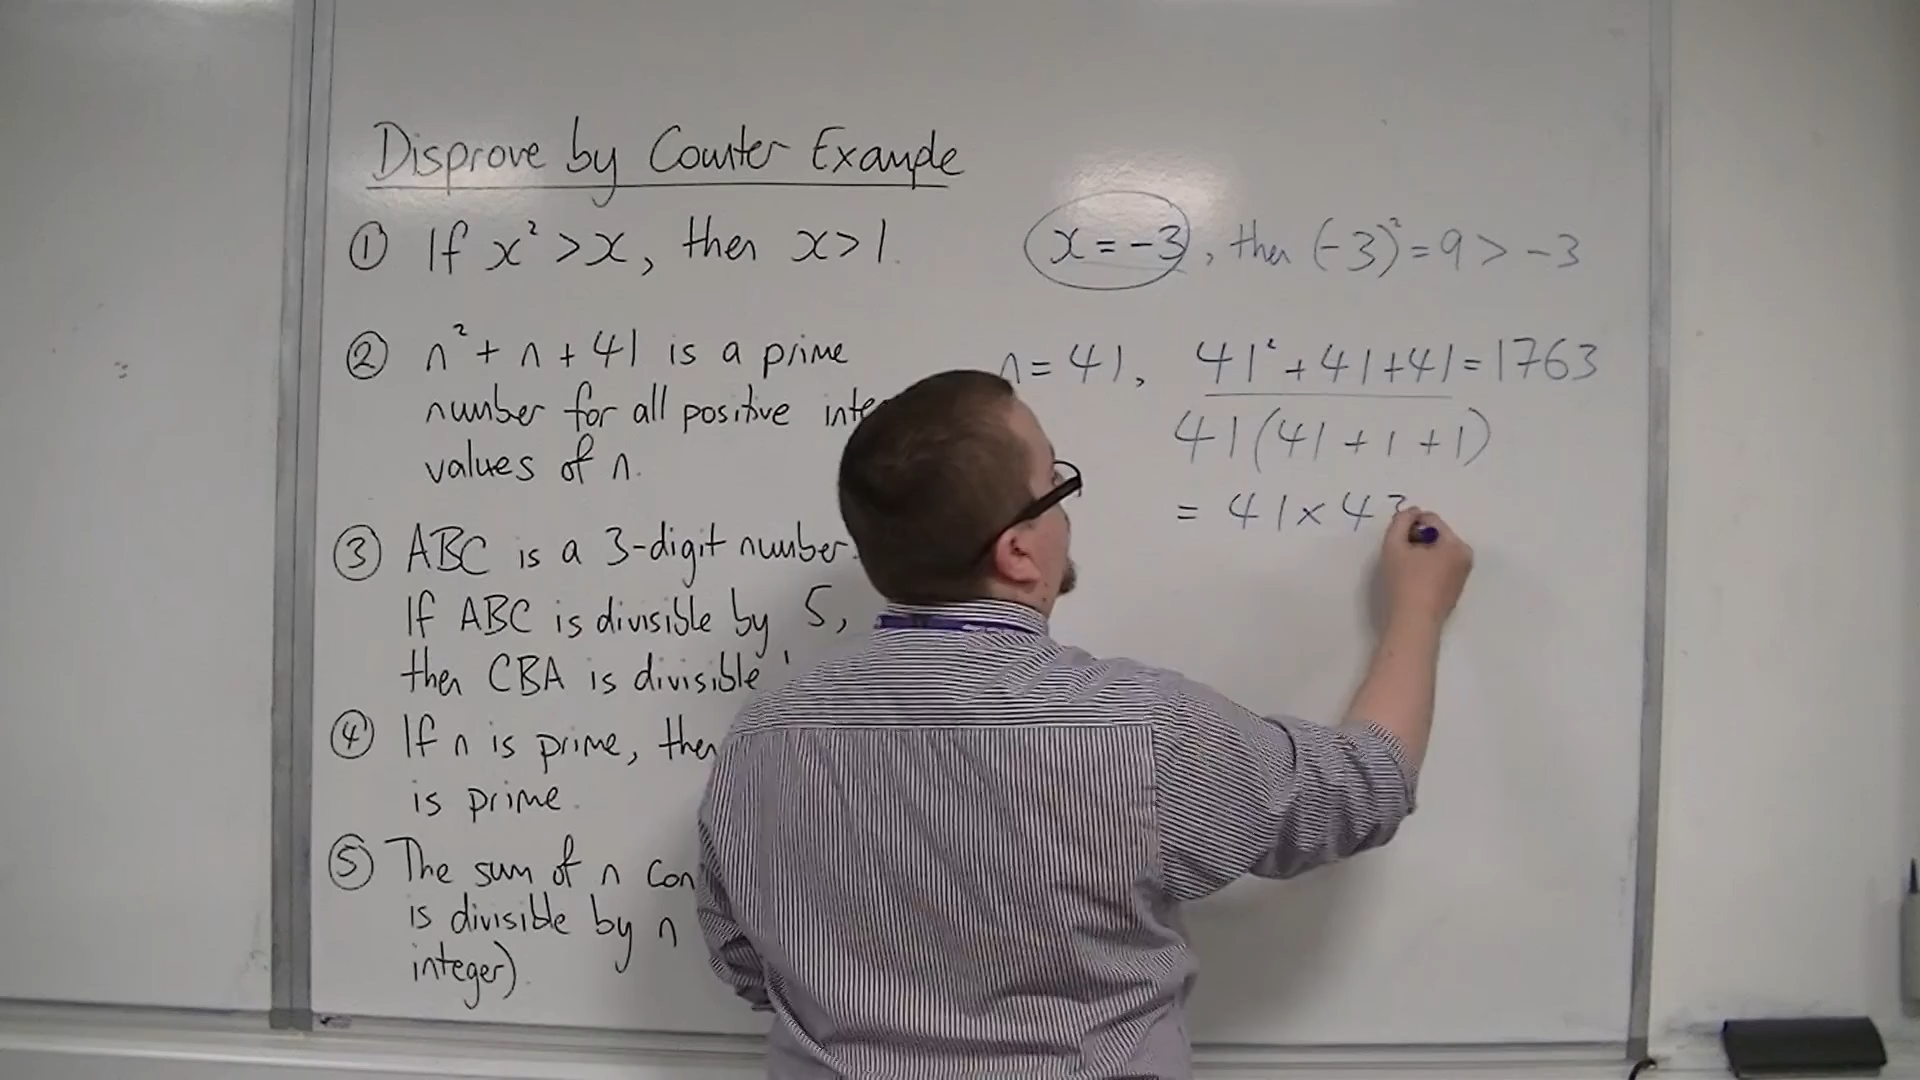 Disprove by Counter Example
① If x² > x, then x > 1.
x = -3, then (-3)² = 9 > -3
② n² + n + 41 is a prime
number for all positive
values of n.
n = 41, 41² + 41 + 41 = 1763
41(41 + 1 + 1)
= 41 × 43
③ ABC is a 3-digit number.
If ABC is divisible by 5,
then CBA is divisible
④ If n is prime, then
is prime.
⑤ The sum of n
is divisible by n
integer).